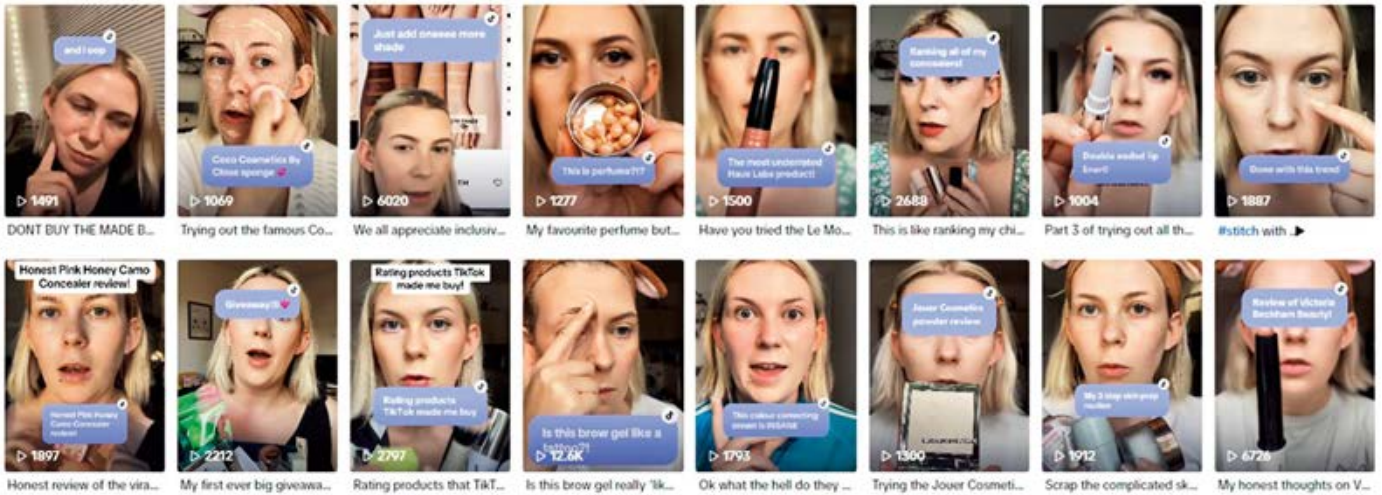 and I oop
1491
DONT BUY THE MADE B...
Coco Cosmetics By
Close sponge
1069
Trying out the famous Co...
Just add oneeee more
shade
6020
We all appreciate inclusiv...
This is perfume?!?
1277
My favourite perfume but...
The most underrated
Haus Labs product!
1500
Have you tried the Le Mo...
Ranking all of my
concealers!
2688
This is like ranking my chi...
Double ended lip
liner!!
1004
Part 3 of trying out all th...
Done with this trend
1887
#stitch with ...
Honest Pink Honey Camo
Concealer review!
Honest Pink Honey
Camo Concealer
review!
1897
Honest review of the vira...
Giveaway!!!
2212
My first ever big giveawa...
Rating products TikTok
made me buy!
Rating products
TikTok made me buy
2797
Rating products that TikT...
Is this brow gel like a
12.6K
Is this brow gel really 'lik...
This colour correcting
cream is INSANE
1793
Ok what the hell do they ...
Jouer Cosmetics
powder review
1300
Trying the Jouer Cosmeti...
My 3 step skin prep
routine
1912
Scrap the complicated sk...
Review of Victoria
Beckham Beauty!
6726
My honest thoughts on V...